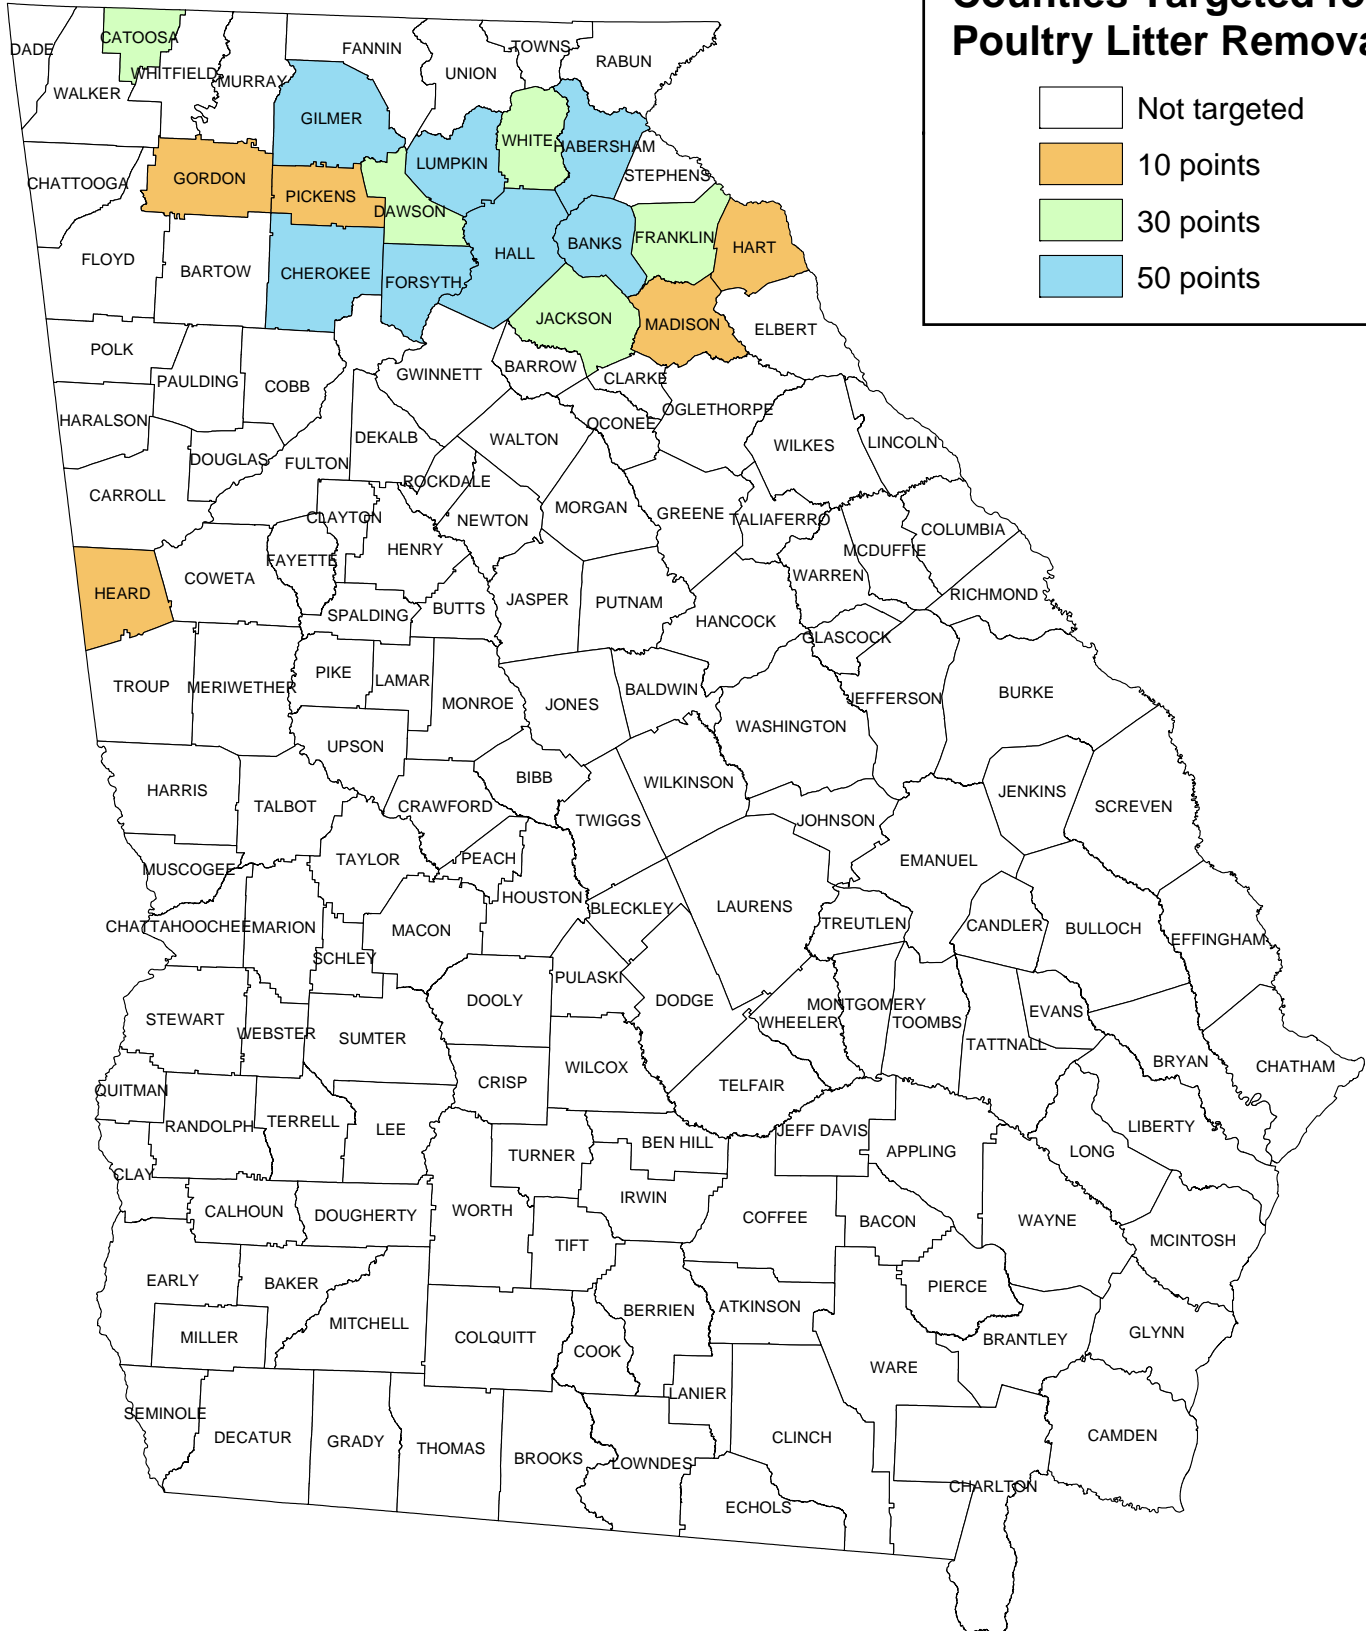 Counties Targeted for
Poultry Litter Remova
Not targeted
10 points
30 points
50 points
DADE
CATOOSA
WHITFIELD
MURRAY
FANNIN
UNION
TOWNS
RABUN
WALKER
GILMER
LUMPKIN
WHITE
HABERSHAM
STEPHENS
CHATTOOGA
GORDON
PICKENS
DAWSON
FLOYD
BARTOW
CHEROKEE
FORSYTH
HALL
BANKS
FRANKLIN
HART
JACKSON
MADISON
ELBERT
POLK
PAULDING
COBB
GWINNETT
BARROW
CLARKE
OGLETHORPE
HARALSON
DOUGLAS
FULTON
DEKALB
WALTON
OCONEE
WILKES
LINCOLN
CARROLL
CLAYTON
ROCKDALE
NEWTON
MORGAN
GREENE
TALIAFERRO
COLUMBIA
MCDUFFIE
HEARD
COWETA
FAYETTE
HENRY
WARREN
RICHMOND
SPALDING
BUTTS
JASPER
PUTNAM
HANCOCK
GLASCOCK
TROUP
MERIWETHER
PIKE
LAMAR
MONROE
JONES
BALDWIN
WASHINGTON
JEFFERSON
BURKE
UPSON
BIBB
WILKINSON
HARRIS
TALBOT
CRAWFORD
TWIGGS
JOHNSON
JENKINS
SCREVEN
MUSCOGEE
TAYLOR
PEACH
HOUSTON
EMANUEL
CHATTAHOOCHEE
MARION
MACON
BLECKLEY
LAURENS
TREUTLEN
CANDLER
BULLOCH
EFFINGHAM
SCHLEY
STEWART
WEBSTER
SUMTER
DOOLY
PULASKI
DODGE
WHEELER
MONTGOMERY
TOOMBS
TATTNALL
EVANS
BRYAN
CHATHAM
QUITMAN
RANDOLPH
TERRELL
LEE
CRISP
WILCOX
TELFAIR
CLAY
TURNER
BEN HILL
JEFF DAVIS
APPLING
LONG
LIBERTY
CALHOUN
DOUGHERTY
WORTH
TIFT
IRWIN
COFFEE
BACON
WAYNE
MCINTOSH
EARLY
BAKER
PIERCE
MILLER
MITCHELL
COLQUITT
COOK
BERRIEN
ATKINSON
WARE
BRANTLEY
GLYNN
SEMINOLE
DECATUR
GRADY
THOMAS
BROOKS
LOWNDES
LANIER
CLINCH
ECHOLS
CHARLTON
CAMDEN